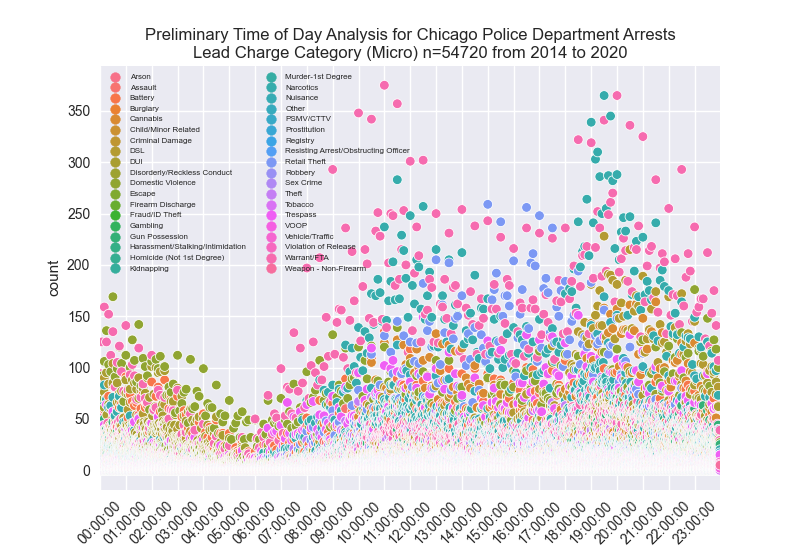 Preliminary Time of Day Analysis for Chicago Police Department Arrests
Lead Charge Category (Micro) n=54720 from 2014 to 2020
count
350
300
250
200
150
100
50
0
Arson
Assault
Battery
Burglary
Cannabis
Child/Minor Related
Criminal Damage
DSL
DUI
Disorderly/Reckless Conduct
Domestic Violence
Escape
Firearm Discharge
Fraud/ID Theft
Gambling
Gun Possession
Harassment/Stalking/Intimidation
Homicide (Not 1st Degree)
Kidnapping
Murder-1st Degree
Narcotics
Nuisance
Other
PSMV/CTTV
Prostitution
Registry
Resisting Arrest/Obstructing Officer
Retail Theft
Robbery
Sex Crime
Theft
Tobacco
Trespass
VOOP
Vehicle/Traffic
Violation of Release
Warrant/FTA
Weapon - Non-Firearm
00:00:00
01:00:00
02:00:00
03:00:00
04:00:00
05:00:00
06:00:00
07:00:00
08:00:00
09:00:00
10:00:00
11:00:00
12:00:00
13:00:00
14:00:00
15:00:00
16:00:00
17:00:00
18:00:00
19:00:00
20:00:00
21:00:00
22:00:00
23:00:00